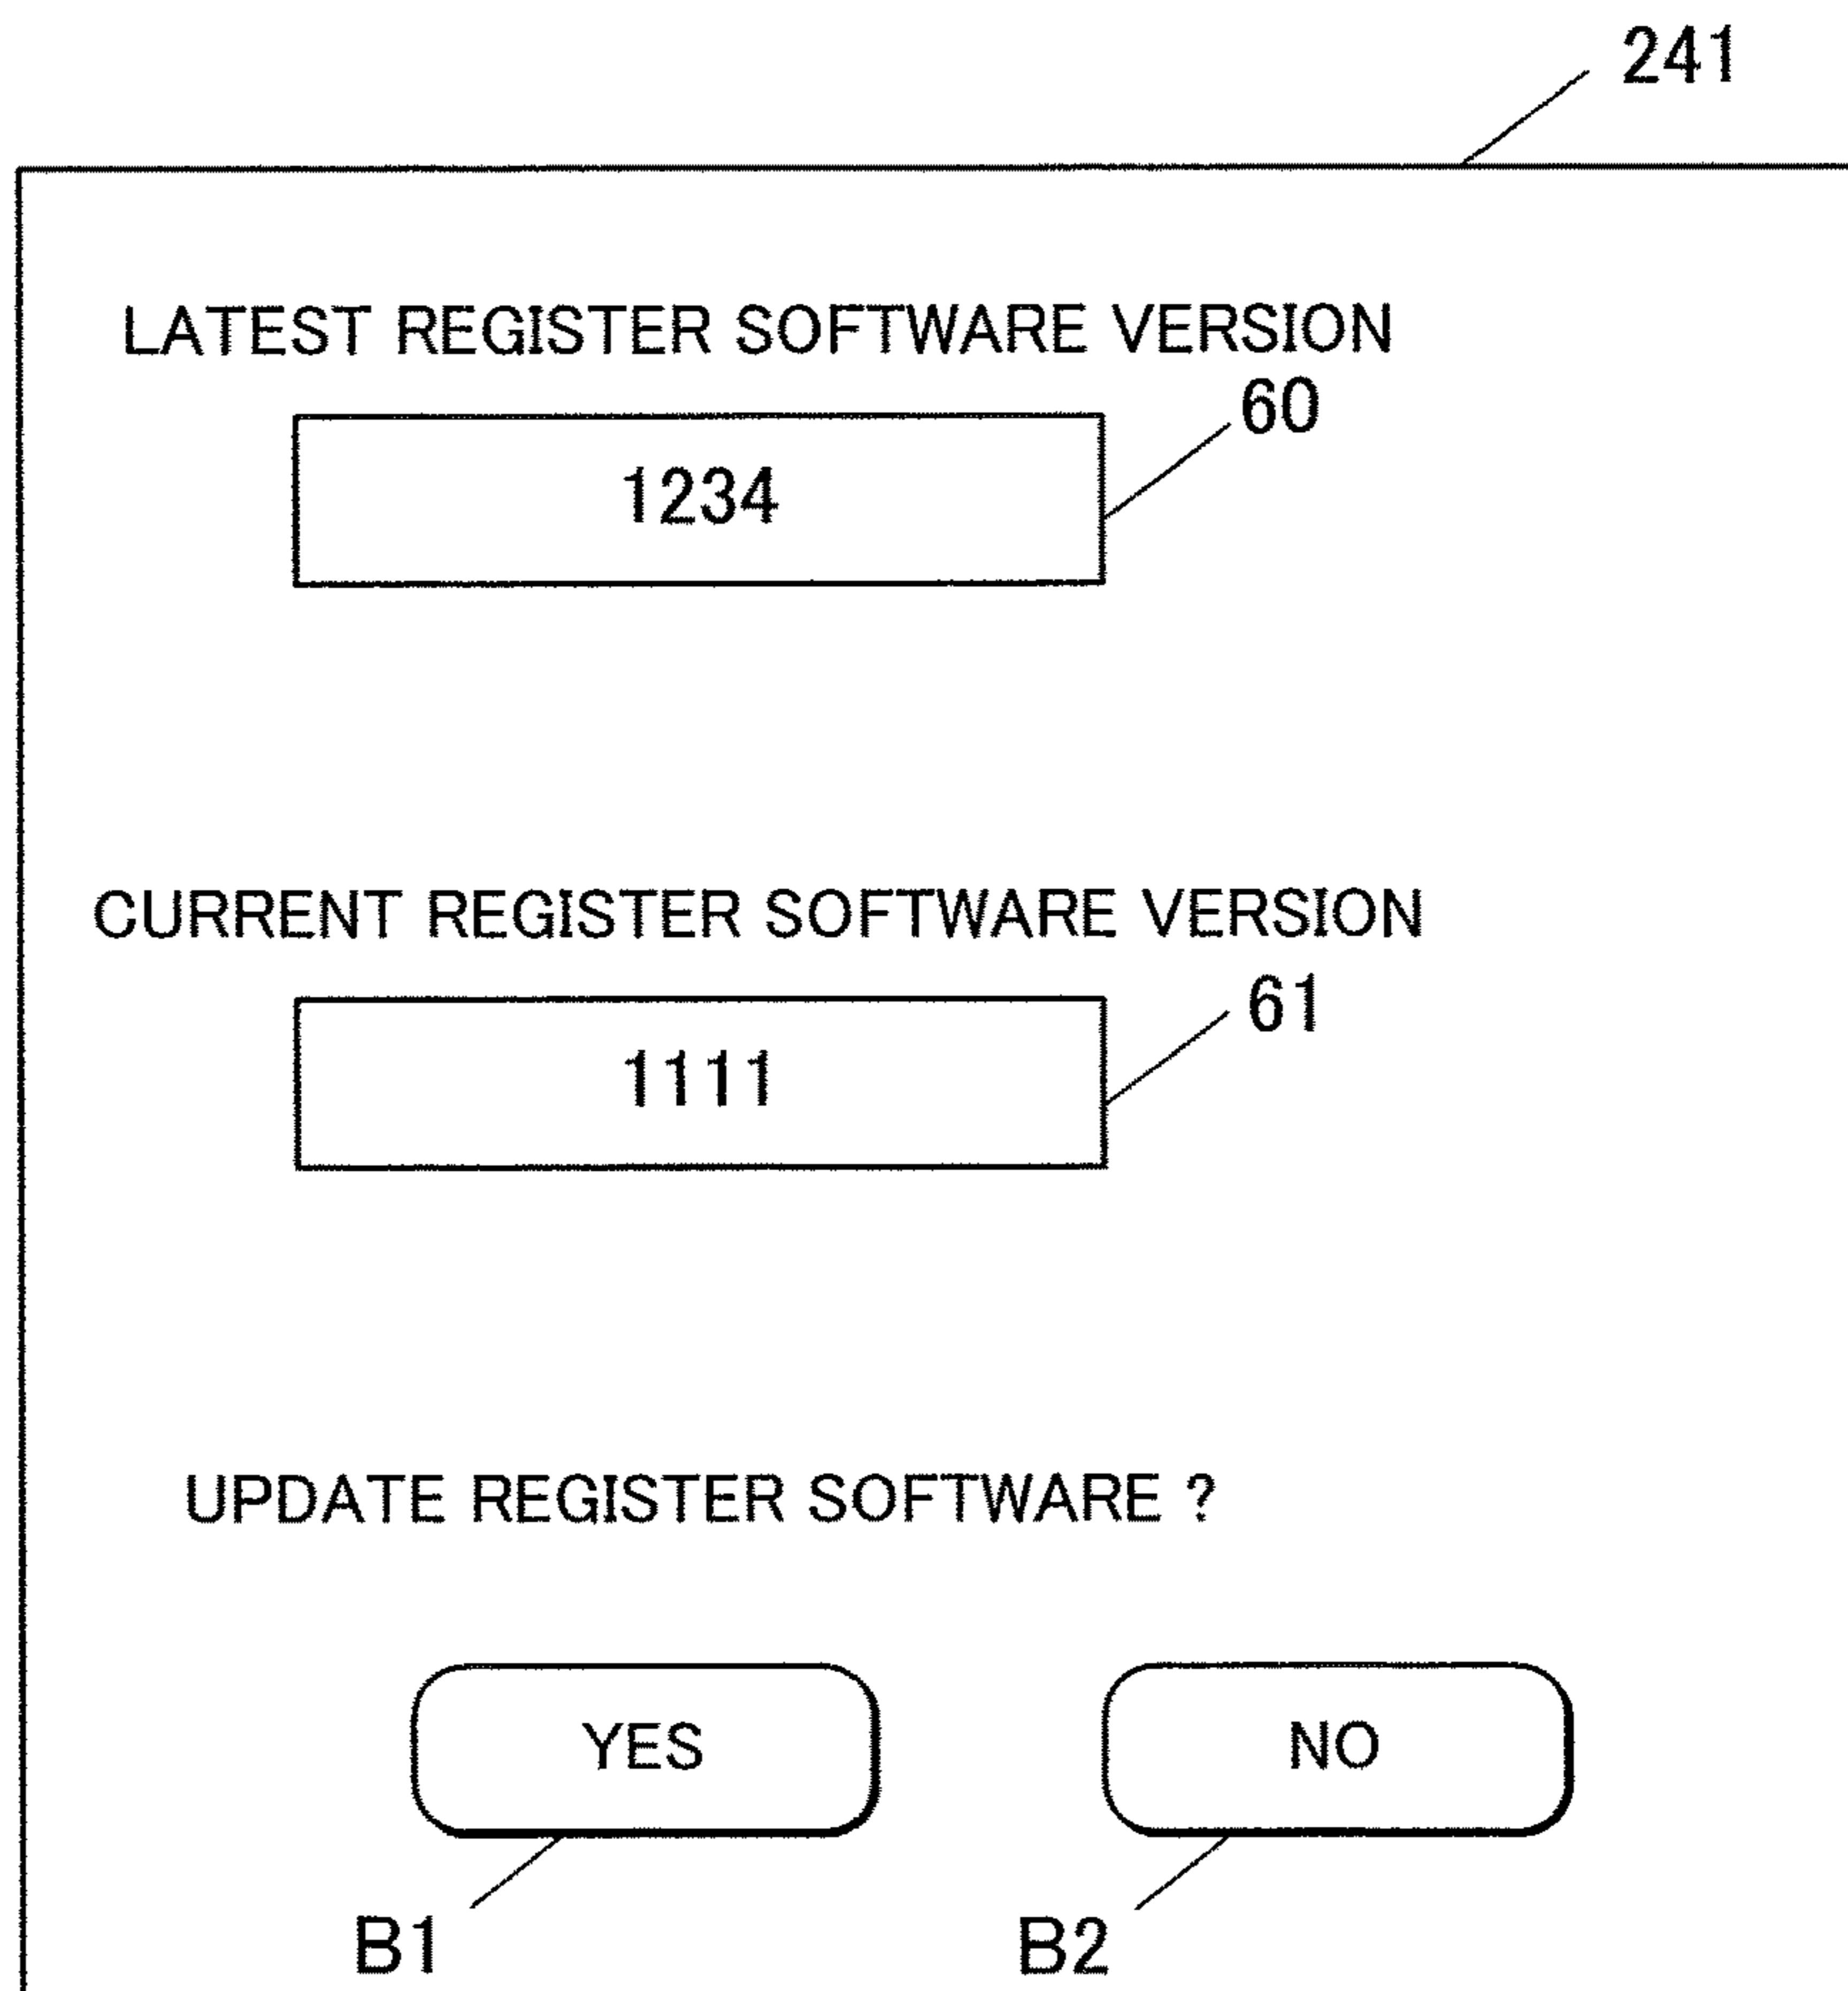 241
LATEST REGISTER SOFTWARE VERSION
60
1234
CURRENT REGISTER SOFTWARE VERSION
61
1111
UPDATE REGISTER SOFTWARE ?
YES
NO
B1
B2